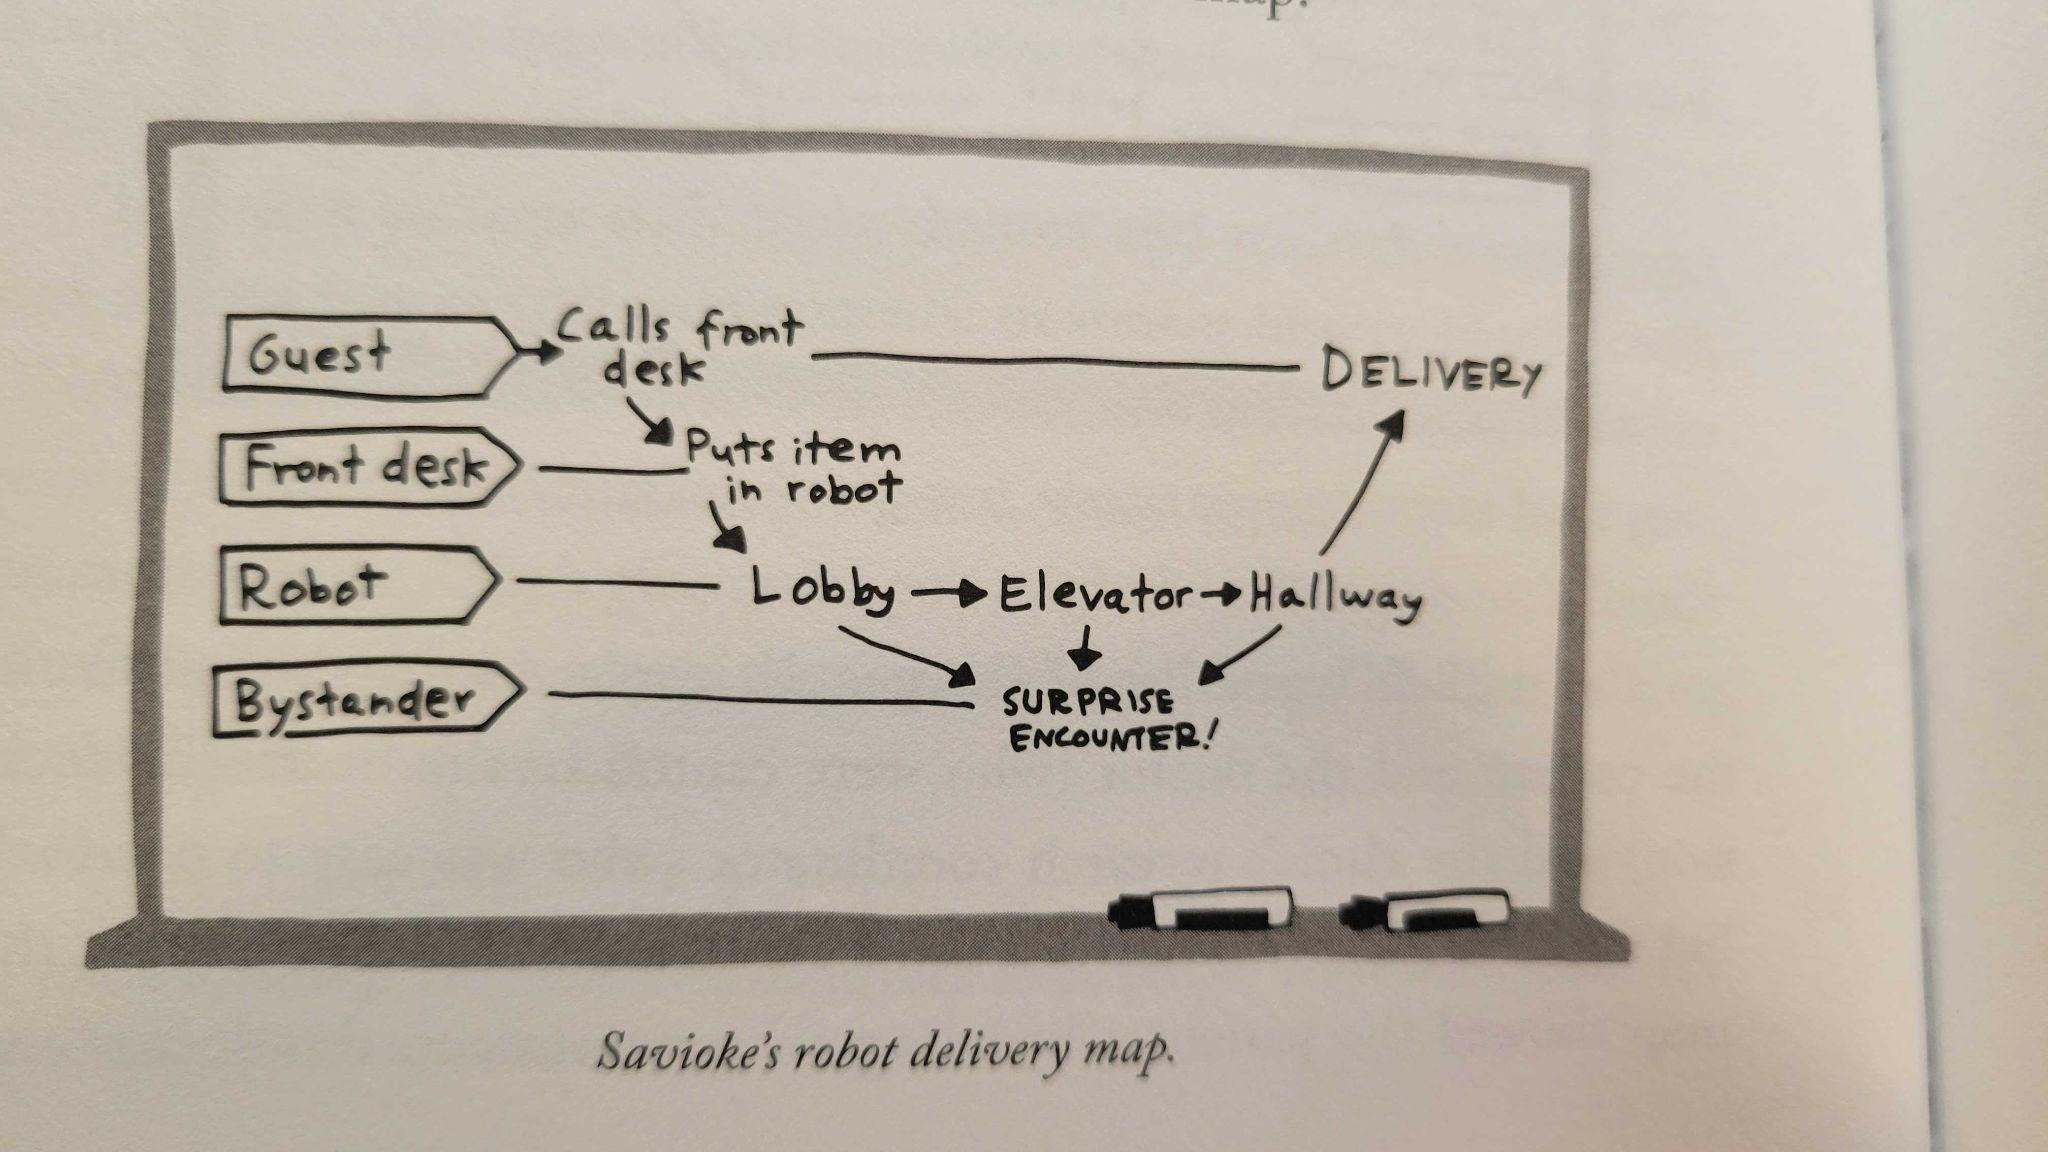 map.
Guest
Calls front
desk
DELIVERY
Front desk
Puts item
in robot
Robot
Lobby
Elevator
Hallway
Bystander
SURPRISE
ENCOUNTER!
Savioke's robot delivery map.